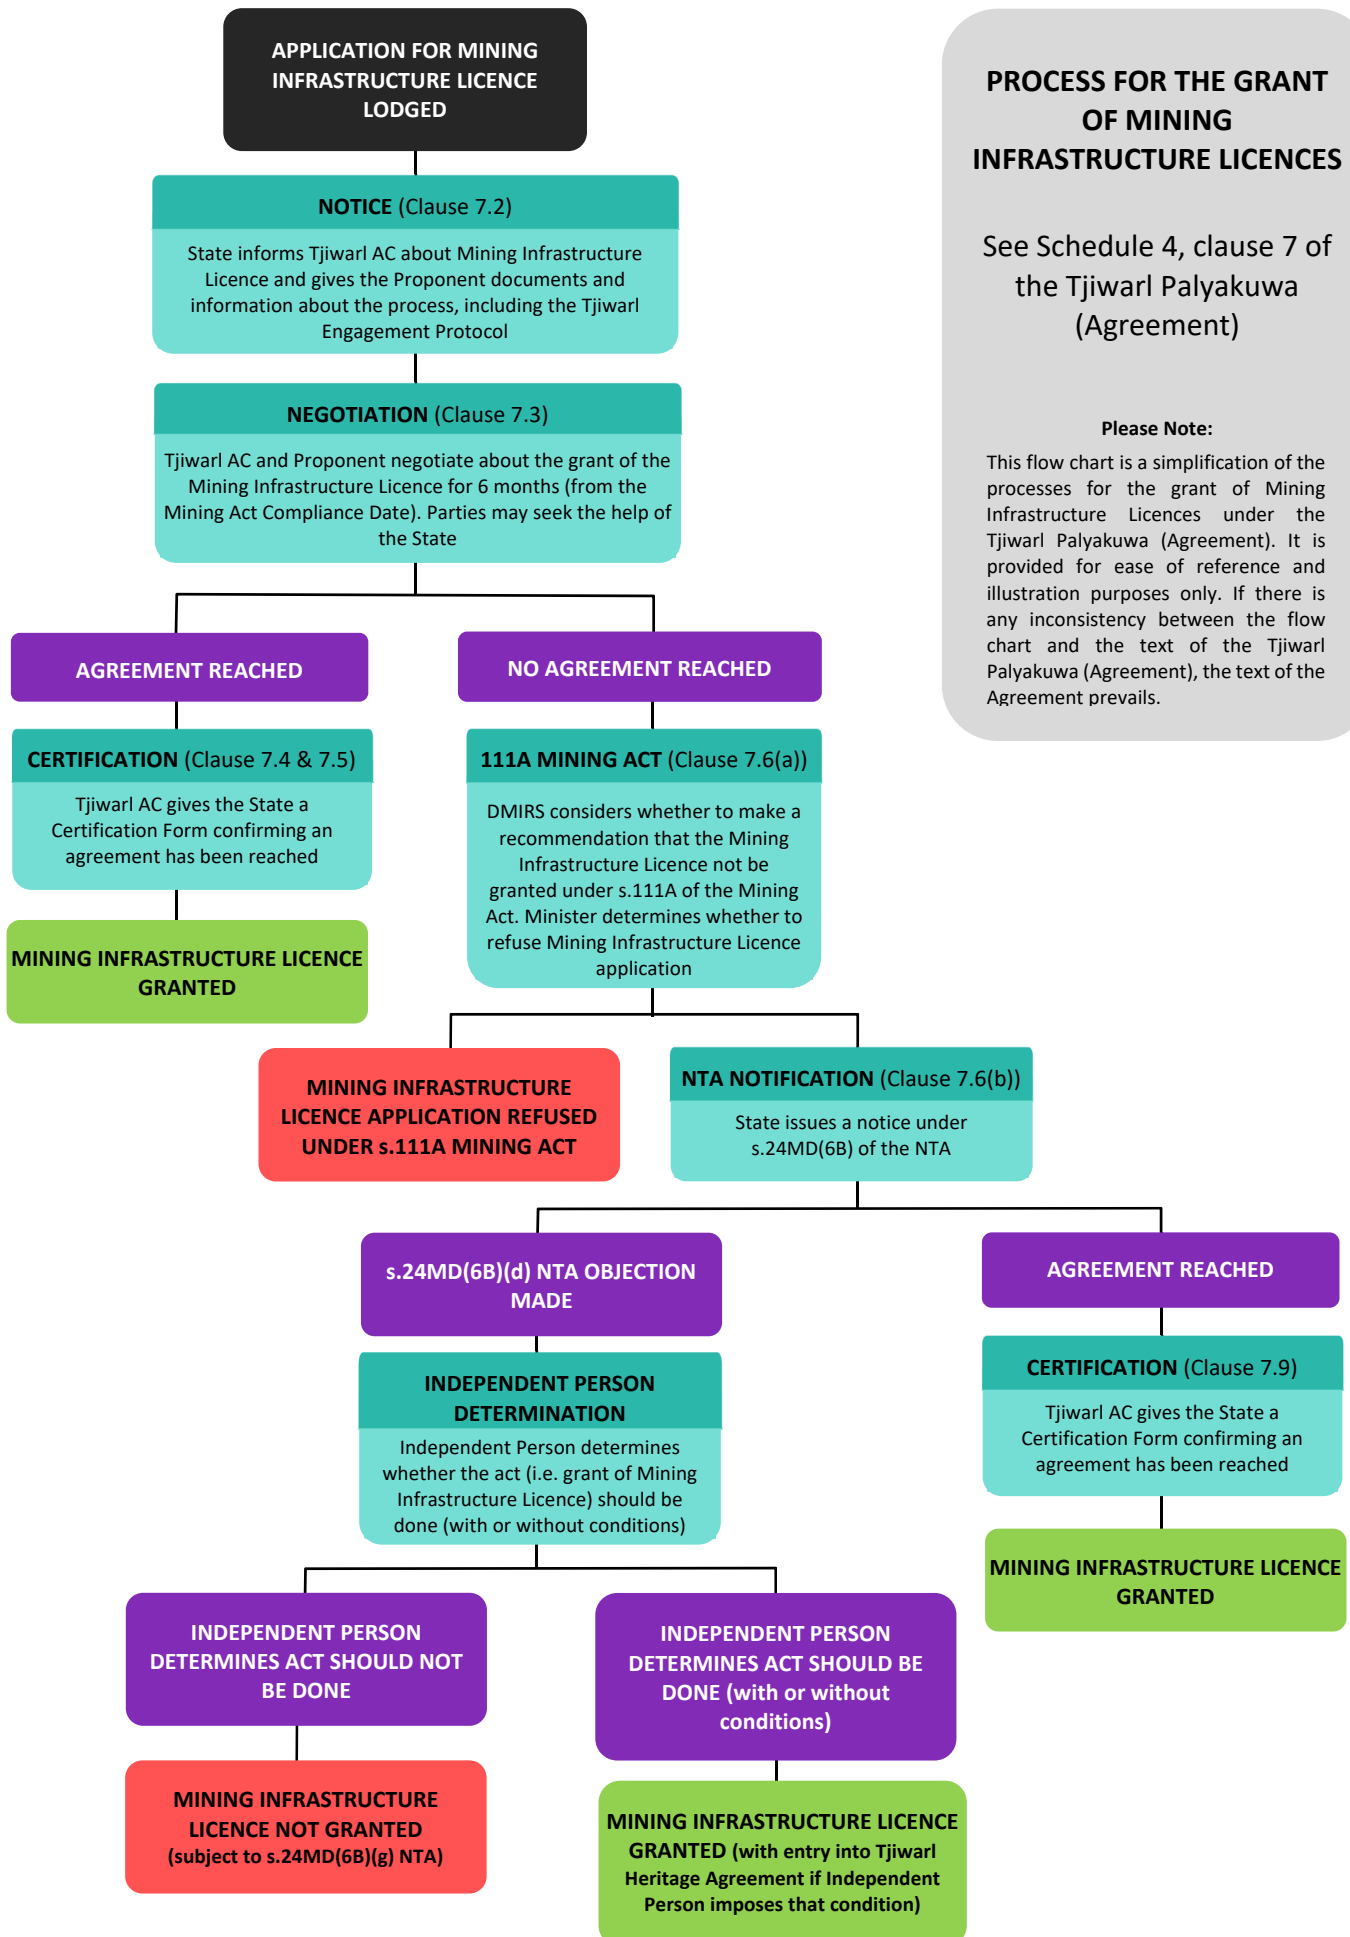 APPLICATION FOR MINING
INFRASTRUCTURE LICENCE
LODGED
PROCESS FOR THE GRANT
OF MINING
INFRASTRUCTURE LICENCES
See Schedule 4, clause 7 of
the Tjiwarl Palyakuwa
(Agreement)
Please Note:
This flow chart is a simplification of the
processes for the grant of Mining
Infrastructure Licences under the
Tjiwarl Palyakuwa (Agreement). It is
provided for ease of reference and
illustration purposes only. If there is
any inconsistency between the flow
chart and the text of the Tjiwarl
Palyakuwa (Agreement), the text of the
Agreement prevails.
NOTICE (Clause 7.2)
State informs Tjiwarl AC about Mining Infrastructure
Licence and gives the Proponent documents and
information about the process, including the Tjiwarl
Engagement Protocol
NEGOTIATION (Clause 7.3)
Tjiwarl AC and Proponent negotiate about the grant of the
Mining Infrastructure Licence for 6 months (from the
Mining Act Compliance Date). Parties may seek the help of
the State
AGREEMENT REACHED
NO AGREEMENT REACHED
CERTIFICATION (Clause 7.4 & 7.5)
Tjiwarl AC gives the State a
Certification Form confirming an
agreement has been reached
MINING INFRASTRUCTURE LICENCE
GRANTED
111A MINING ACT (Clause 7.6(a))
DMIRS considers whether to make a
recommendation that the Mining
Infrastructure Licence not be
granted under s.111A of the Mining
Act. Minister determines whether to
refuse Mining Infrastructure Licence
application
MINING INFRASTRUCTURE
LICENCE APPLICATION REFUSED
UNDER s.111A MINING ACT
NTA NOTIFICATION (Clause 7.6(b))
State issues a notice under
s.24MD(6B) of the NTA
s.24MD(6B)(d) NTA OBJECTION
MADE
AGREEMENT REACHED
INDEPENDENT PERSON
DETERMINATION
Independent Person determines
whether the act (i.e. grant of Mining
Infrastructure Licence) should be
done (with or without conditions)
CERTIFICATION (Clause 7.9)
Tjiwarl AC gives the State a
Certification Form confirming an
agreement has been reached
MINING INFRASTRUCTURE LICENCE
GRANTED
INDEPENDENT PERSON
DETERMINES ACT SHOULD NOT
BE DONE
INDEPENDENT PERSON
DETERMINES ACT SHOULD BE
DONE (with or without
conditions)
MINING INFRASTRUCTURE
LICENCE NOT GRANTED
(subject to s.24MD(6B)(g) NTA)
MINING INFRASTRUCTURE LICENCE
GRANTED (with entry into Tjiwarl
Heritage Agreement if Independent
Person imposes that condition)